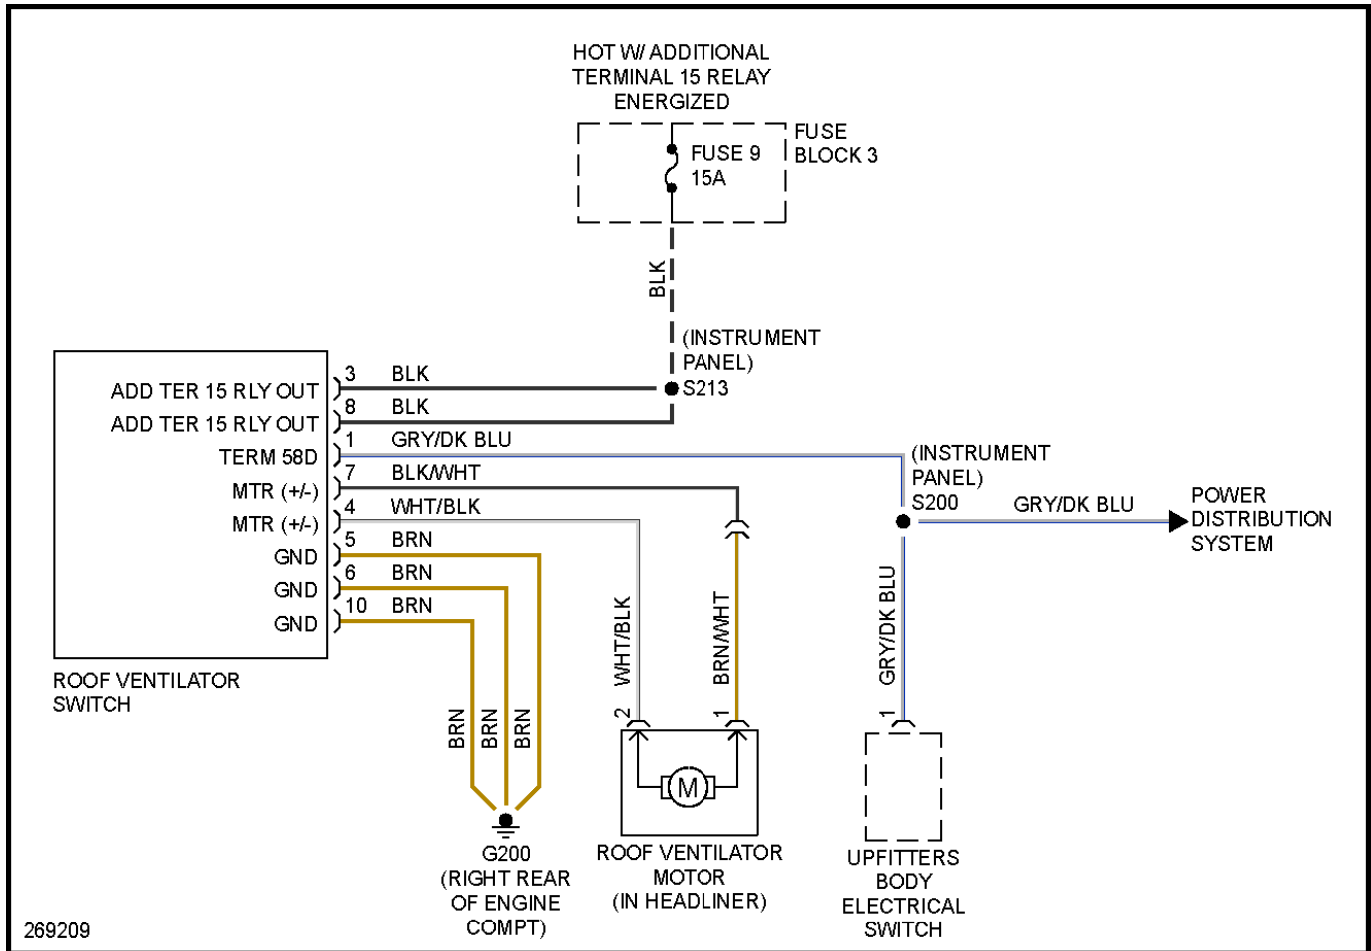 HOT W/ ADDITIONAL
TERMINAL 15 RELAY
ENERGIZED
FUSE
BLOCK 3
FUSE 9
15A
BLK
(INSTRUMENT
PANEL)
S213
ADD TER 15 RLY OUT
3
BLK
ADD TER 15 RLY OUT
8
BLK
TERM 58D
1
GRY/DK BLU
MTR (+/-)
7
BLK/WHT
MTR (+/-)
4
WHT/BLK
GND
5
BRN
GND
6
BRN
GND
10
BRN
ROOF VENTILATOR
SWITCH
(INSTRUMENT
PANEL)
S200
GRY/DK BLU
POWER
DISTRIBUTION
SYSTEM
BRN
BRN
BRN
WHT/BLK
BRN/WHT
GRY/DK BLU
2
1
1
M
G200
(RIGHT REAR
OF ENGINE
COMPT)
ROOF VENTILATOR
MOTOR
(IN HEADLINER)
UPFITTERS
BODY
ELECTRICAL
SWITCH
269209